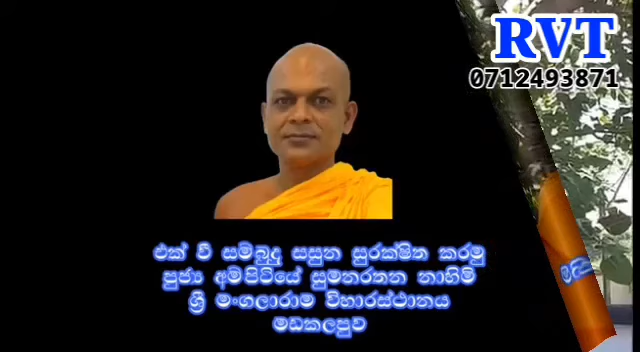 RVT
0712493871
එක් වී සම්බුදු සසුන සුරක්ෂිත කරමු
පුජ්‍ය අම්පිටියේ සුමනරතන නාහිමි
ශ්‍රී මංගලාරාම විහාරස්ථානය
මඩකලපුව